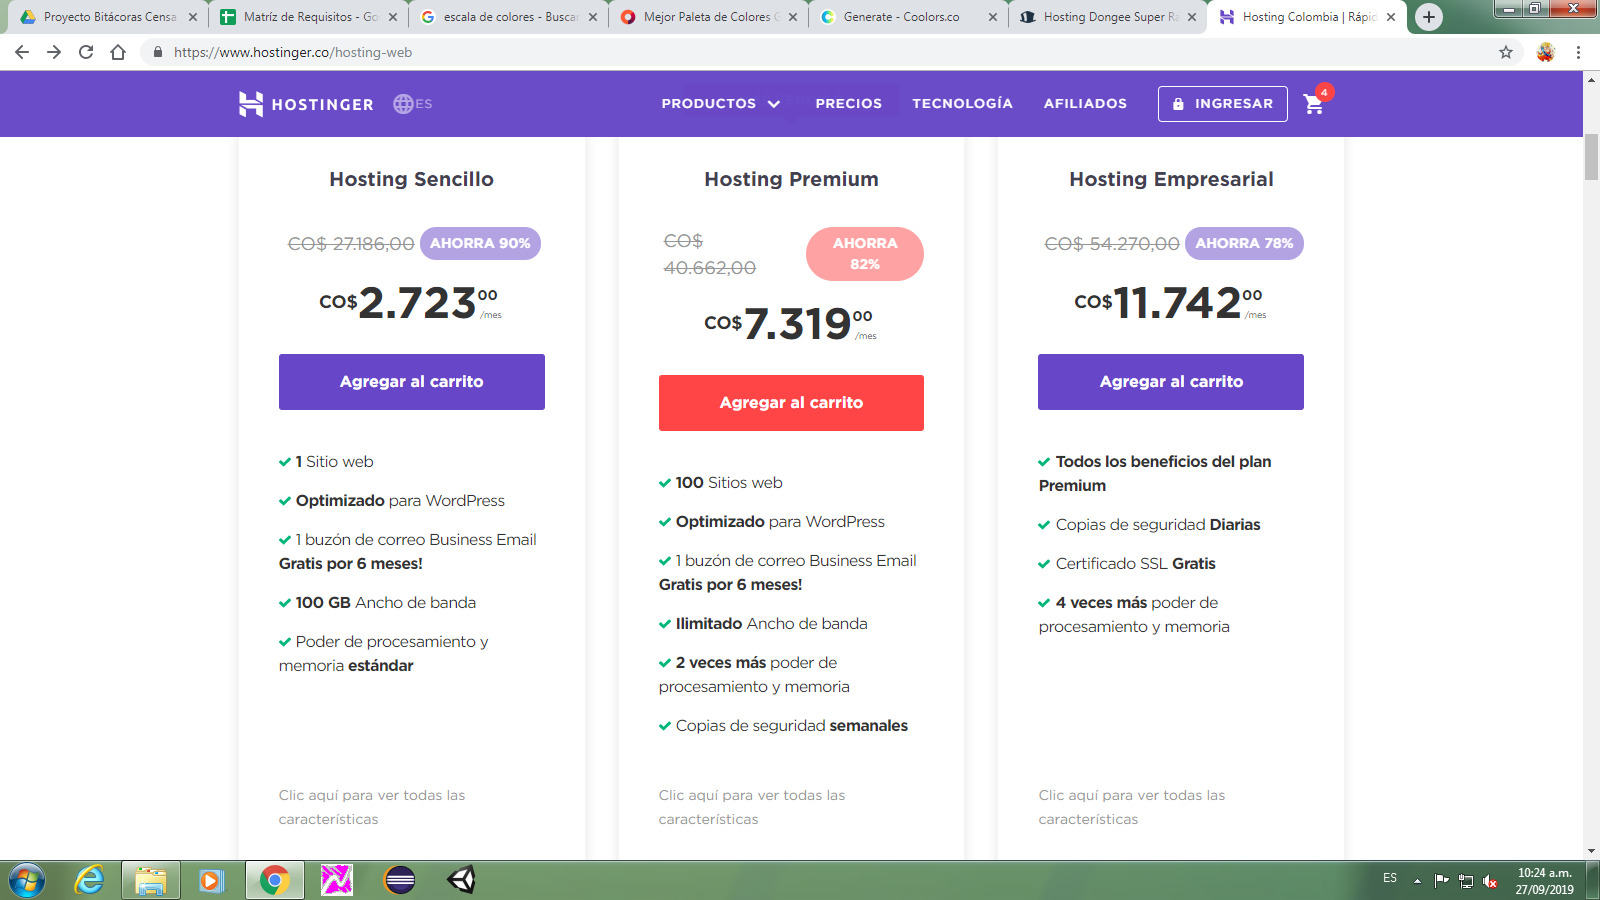 Proyecto Bitácoras Censa
Matríz de Requisitos - Go
escala de colores - Buscar
Mejor Paleta de Colores G
Generate - Coolors.co
Hosting Dongee Super Ra
Hosting Colombia | Rápid
https://www.hostinger.co/hosting-web
HOSTINGER
ES
PRODUCTOS
PRECIOS
TECNOLOGÍA
AFILIADOS
INGRESAR
4
Hosting Sencillo
CO$ 27.186,00
AHORRA 90%
CO$2.72300
/mes
Agregar al carrito
1 Sitio web
Optimizado para WordPress
1 buzón de correo Business Email
Gratis por 6 meses!
100 GB Ancho de banda
Poder de procesamiento y
memoria estándar
Clic aquí para ver todas las
características
Hosting Premium
CO$
40.662,00
AHORRA
82%
CO$7.31900
/mes
Agregar al carrito
100 Sitios web
Optimizado para WordPress
1 buzón de correo Business Email
Gratis por 6 meses!
Ilimitado Ancho de banda
2 veces más poder de
procesamiento y memoria
Copias de seguridad semanales
Clic aquí para ver todas las
características
Hosting Empresarial
CO$ 54.270,00
AHORRA 78%
CO$11.74200
/mes
Agregar al carrito
Todos los beneficios del plan
Premium
Copias de seguridad Diarias
Certificado SSL Gratis
4 veces más poder de
procesamiento y memoria
Clic aquí para ver todas las
características
ES
10:24 a.m.
27/09/2019